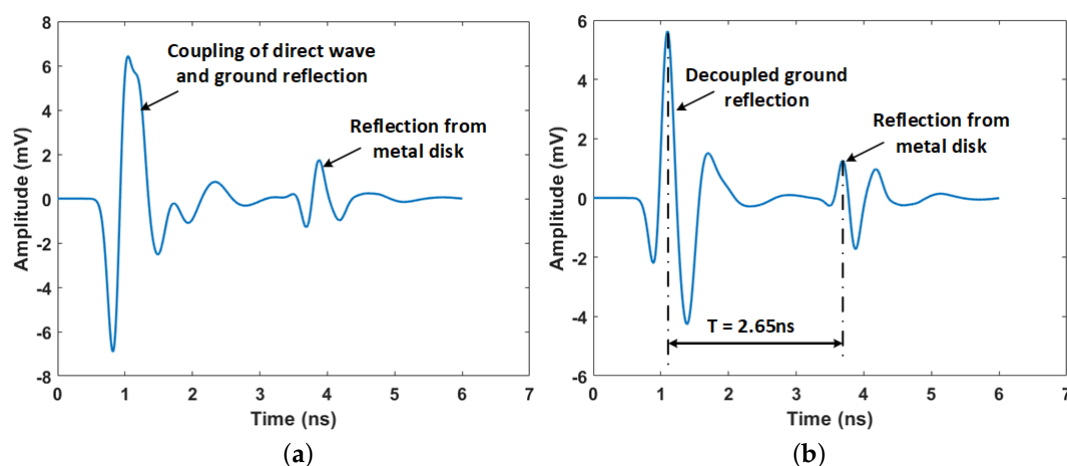 8
6
4
2
0
-2
-4
-6
-8
Amplitude (mV)
Coupling of direct wave
and ground reflection
Reflection from
metal disk
0 1 2 3 4 5 6 7
Time (ns)
(a)
6
4
2
0
-2
-4
-6
Amplitude (mV)
Decoupled ground
reflection
Reflection from
metal disk
T = 2.65ns
0 1 2 3 4 5 6 7
Time (ns)
(b)